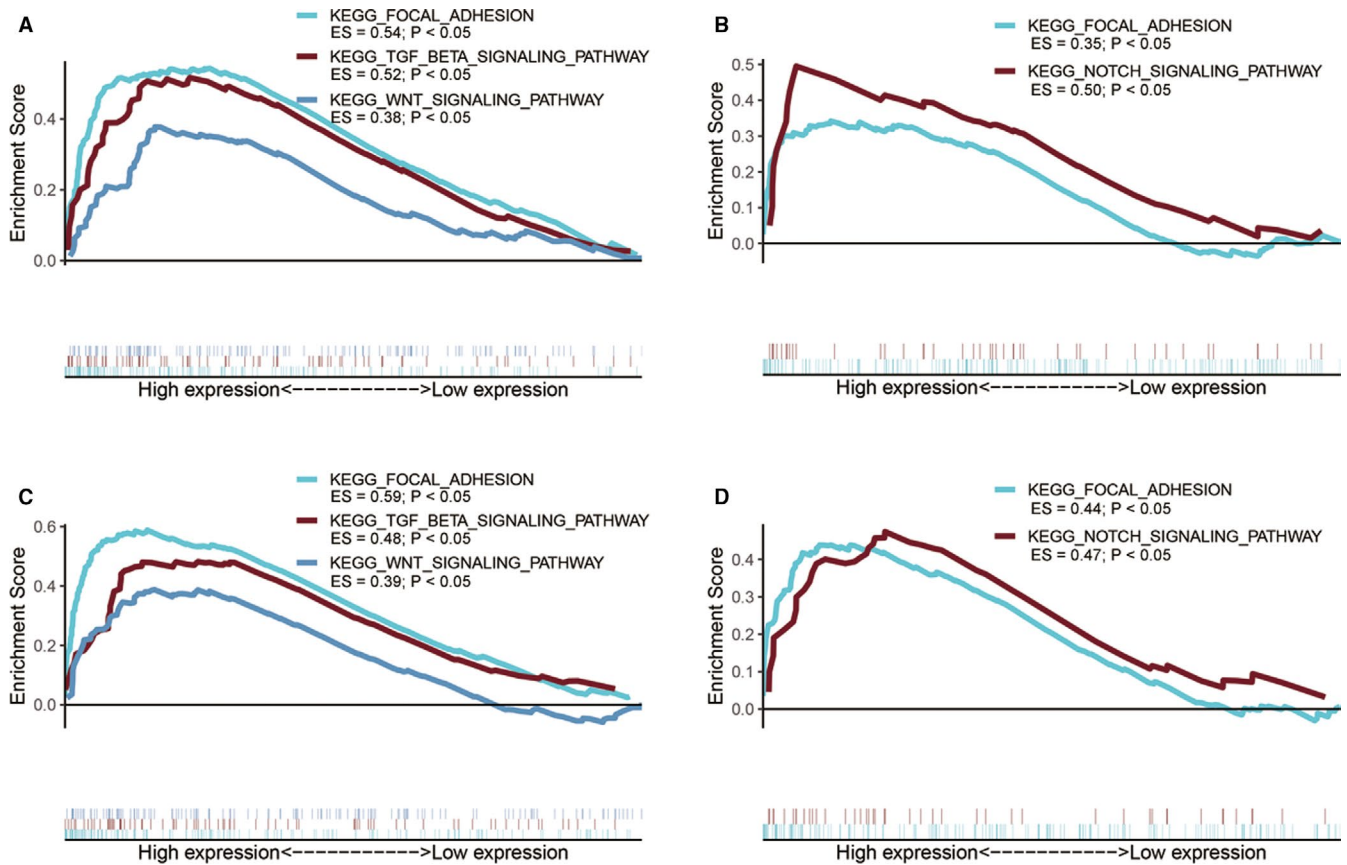 A
KEGG_FOCAL_ADHESION
ES = 0.54; P < 0.05
KEGG_TGF_BETA_SIGNALING_PATHWAY
ES = 0.52; P < 0.05
KEGG_WNT_SIGNALING_PATHWAY
ES = 0.38; P < 0.05
Enrichment Score
0.4
0.2
0.0
High expression<------------->Low expression
B
KEGG_FOCAL_ADHESION
ES = 0.35; P < 0.05
KEGG_NOTCH_SIGNALING_PATHWAY
ES = 0.50; P < 0.05
Enrichment Score
0.5
0.4
0.3
0.2
0.1
0.0
High expression<------------->Low expression
C
KEGG_FOCAL_ADHESION
ES = 0.59; P < 0.05
KEGG_TGF_BETA_SIGNALING_PATHWAY
ES = 0.48; P < 0.05
KEGG_WNT_SIGNALING_PATHWAY
ES = 0.39; P < 0.05
Enrichment Score
0.6
0.4
0.2
0.0
High expression<------------->Low expression
D
KEGG_FOCAL_ADHESION
ES = 0.44; P < 0.05
KEGG_NOTCH_SIGNALING_PATHWAY
ES = 0.47; P < 0.05
Enrichment Score
0.4
0.3
0.2
0.1
0.0
High expression<------------->Low expression